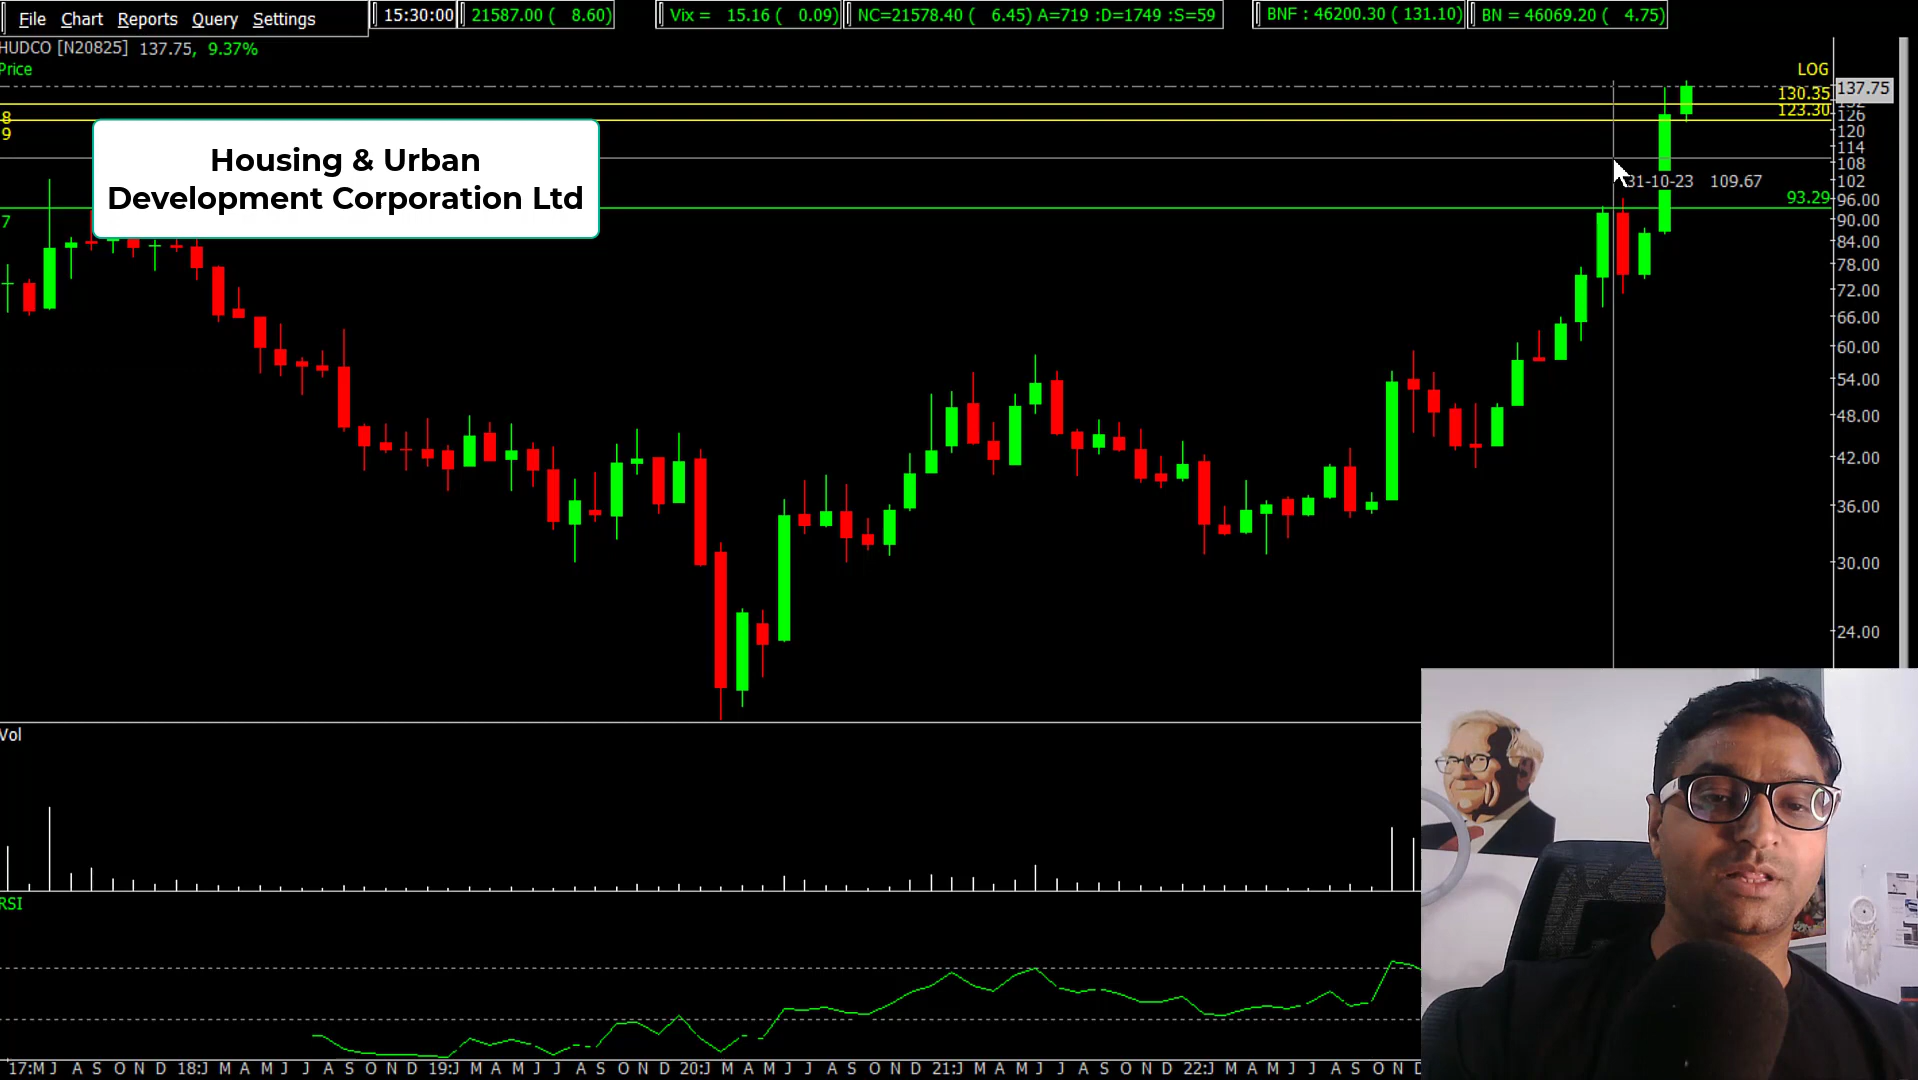 File Chart Reports Query Settings 15:30:00 21587.00 ( 8.60) Vix = 15.16 ( 0.09) NC=21578.40 ( 6.45) A=719 :D=1749 :S=59 BNF : 46200.30 ( 131.10) BN = 46069.20 ( 4.75)
HUDCO [N20825] 137.75, 9.37%
Price
LOG
137.75
130.35
123.30
126
120
114
108
102
96.00
93.29
90.00
84.00
78.00
72.00
66.00
60.00
54.00
48.00
42.00
36.00
30.00
24.00
8
9
7
Housing & Urban
Development Corporation Ltd
31-10-23 109.67
Vol
RSI
17:M J A S O N D 18:J M A M J J A S O N D 19:J M A M J J A S O N D 20:J M A M J J A S O N D 21:J M A M J J A S O N D 22:J M A M J J A S O N D